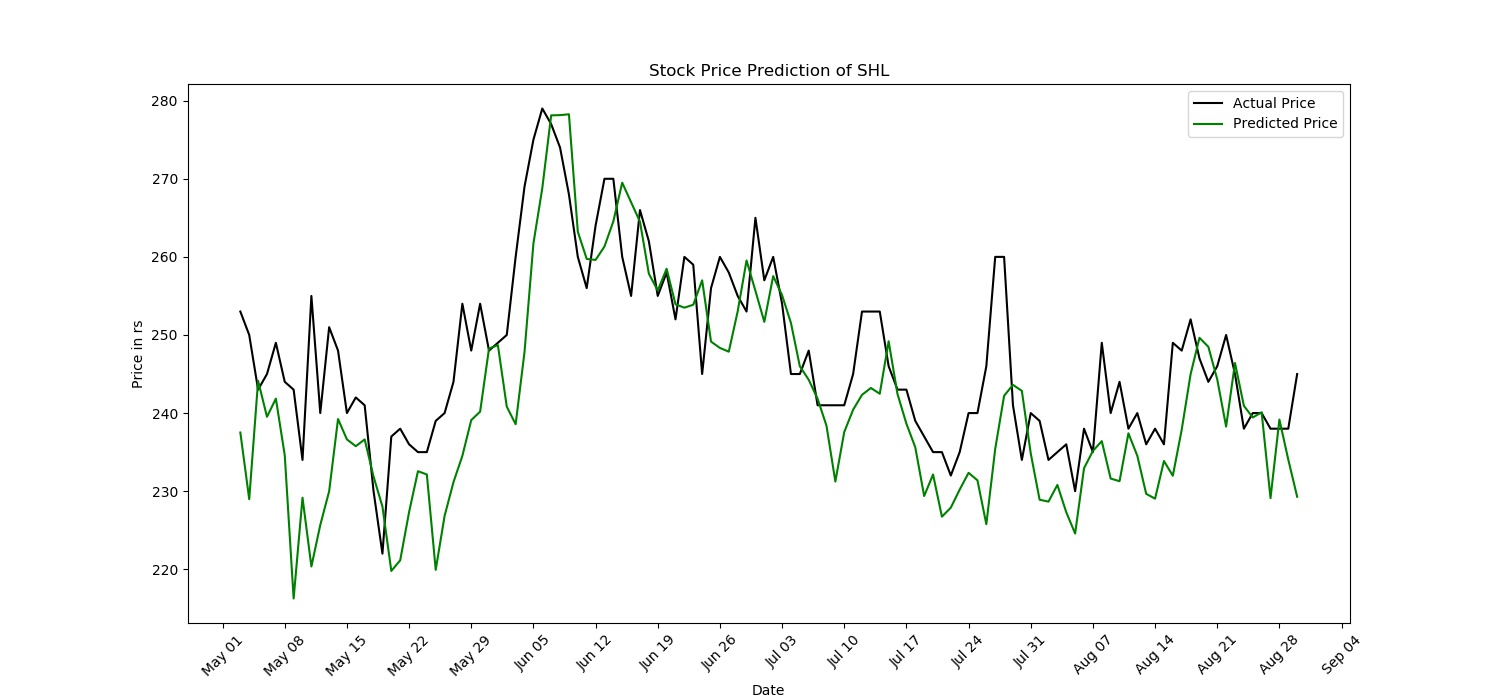 Stock Price Prediction of SHL
Actual Price
Predicted Price
Price in rs
280
270
260
250
240
230
220
May 01
May 08
May 15
May 22
May 29
Jun 05
Jun 12
Jun 19
Jun 26
Jul 03
Jul 10
Jul 17
Jul 24
Jul 31
Aug 07
Aug 14
Aug 21
Aug 28
Sep 04
Date